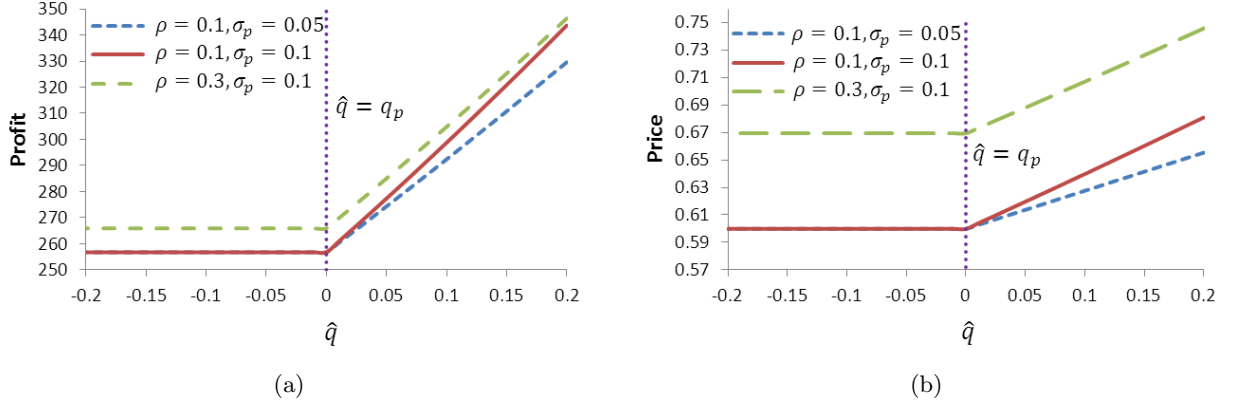 350
340
330
320
310
300
290
280
270
260
250
Profit
ρ = 0.1, σ_p = 0.05
ρ = 0.1, σ_p = 0.1
ρ = 0.3, σ_p = 0.1
q̂ = q_p
-0.2 -0.15 -0.1 -0.05 0 0.05 0.1 0.15 0.2
q̂
(a)
0.75
0.73
0.71
0.69
0.67
0.65
0.63
0.61
0.59
0.57
Price
ρ = 0.1, σ_p = 0.05
ρ = 0.1, σ_p = 0.1
ρ = 0.3, σ_p = 0.1
q̂ = q_p
-0.2 -0.15 -0.1 -0.05 0 0.05 0.1 0.15 0.2
q̂
(b)